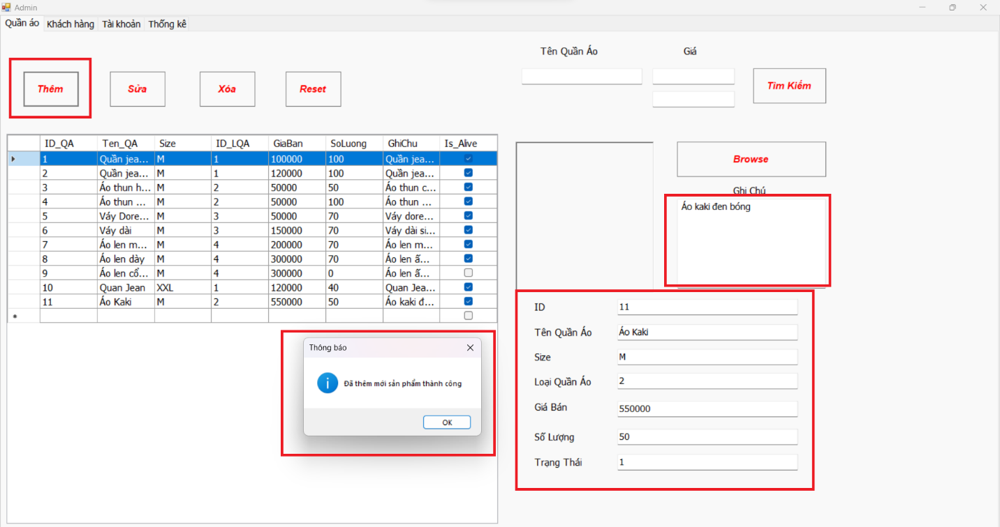 Admin
Quần áo Khách hàng Tài khoản Thống kê
Tên Quần Áo Giá
Thêm Sửa Xóa Reset Tìm Kiếm
ID_QA Ten_QA Size ID_LQA GiaBan SoLuong GhiChu Is_Alive
1 Quần jea... M 1 100000 100 Quần jea...
2 Quần jea... M 1 120000 100 Quần jea...
3 Áo thun h... M 2 50000 50 Áo thun c...
4 Áo thun ... M 2 50000 100 Áo thun ...
5 Váy Dore... M 3 50000 70 Váy dore...
6 Váy dài M 3 150000 70 Váy dài si...
7 Áo len m... M 4 200000 70 Áo len m...
8 Áo len dày M 4 300000 70 Áo len ấ...
9 Áo len cổ... M 4 300000 0 Áo len ấ...
10 Quan Jean XXL 1 120000 40 Quan Jea...
11 Áo Kaki M 2 550000 50 Áo kaki đ...
Browse
Ghi Chú
Áo kaki đen bóng
ID 11
Tên Quần Áo Áo Kaki
Size M
Loại Quần Áo 2
Giá Bán 550000
Số Lượng 50
Trạng Thái 1
Thông báo
Đã thêm mới sản phẩm thành công
OK